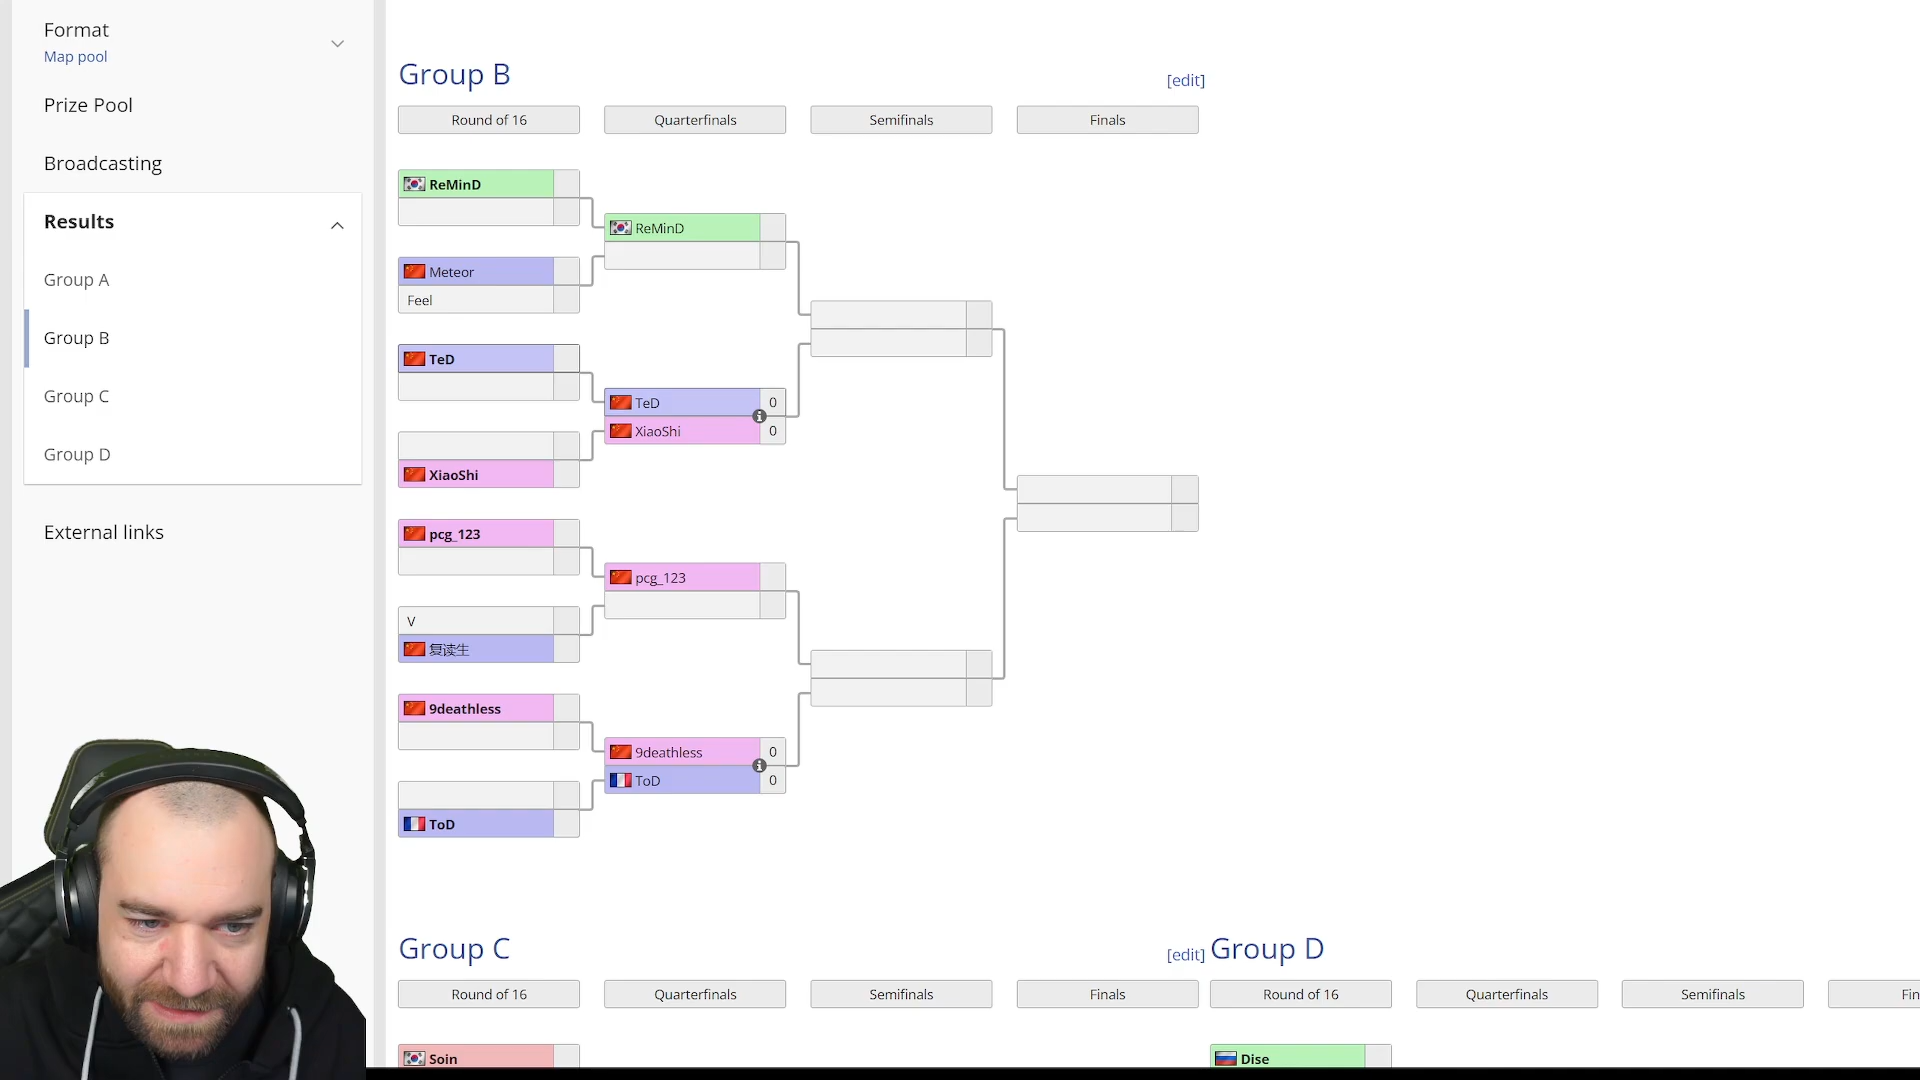 Format
Map pool
Prize Pool
Broadcasting
Results
Group A
Group B
Group C
Group D
External links
Group B
[edit]
Round of 16
Quarterfinals
Semifinals
Finals
ReMinD
ReMinD
Meteor
Feel
TeD
TeD 0
XiaoShi 0
XiaoShi
pcg_123
pcg_123
V
复读生
9deathless
9deathless 0
ToD 0
ToD
Group C
[edit]
Group D
Round of 16
Quarterfinals
Semifinals
Finals
Round of 16
Quarterfinals
Semifinals
Fin
Soin
Dise